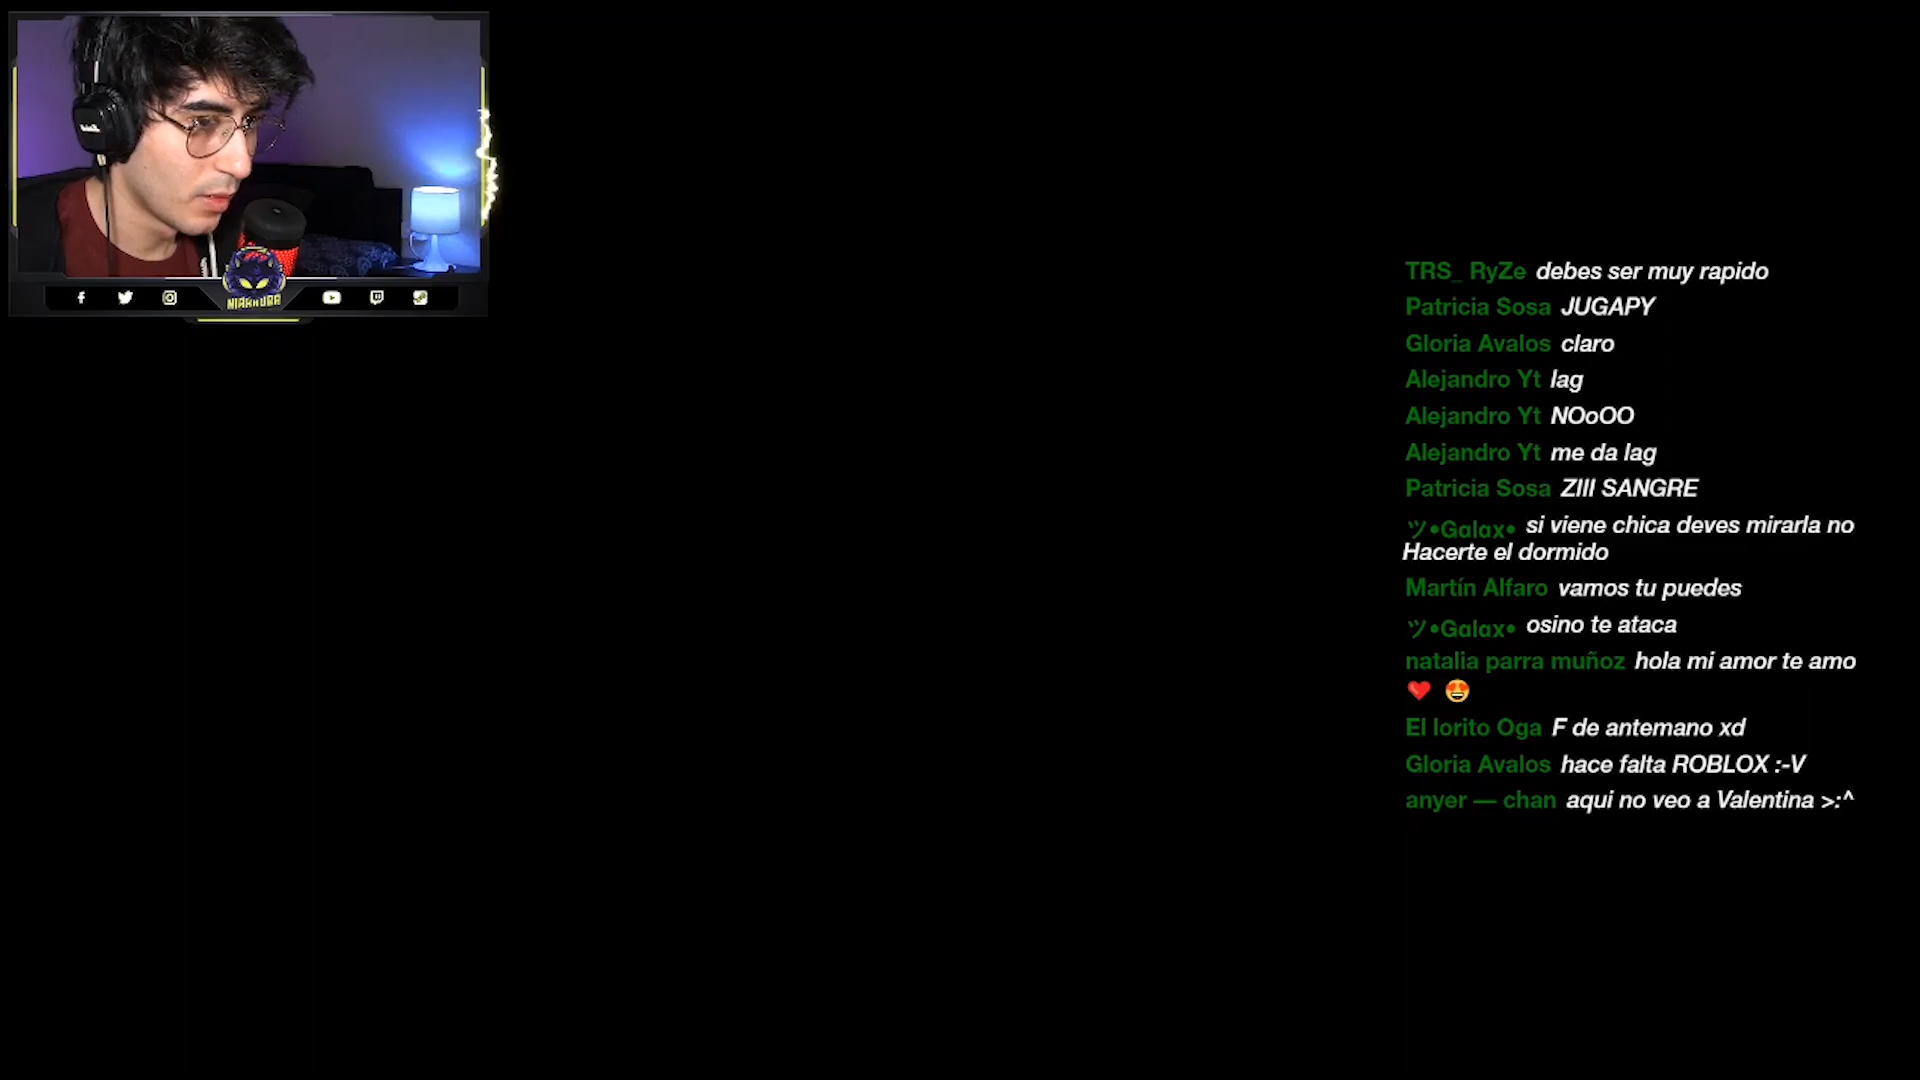 NIAKKURA
TRS_ RyZe debes ser muy rapido
Patricia Sosa JUGAPY
Gloria Avalos claro
Alejandro Yt lag
Alejandro Yt NOoOO
Alejandro Yt me da lag
Patricia Sosa ZIII SANGRE
ツ•Galax• si viene chica deves mirarla no
Hacerte el dormido
Martín Alfaro vamos tu puedes
ツ•Galax• osino te ataca
natalia parra muñoz hola mi amor te amo
❤️ 😍
El lorito Oga F de antemano xd
Gloria Avalos hace falta ROBLOX :-V
anyer — chan aqui no veo a Valentina >:^